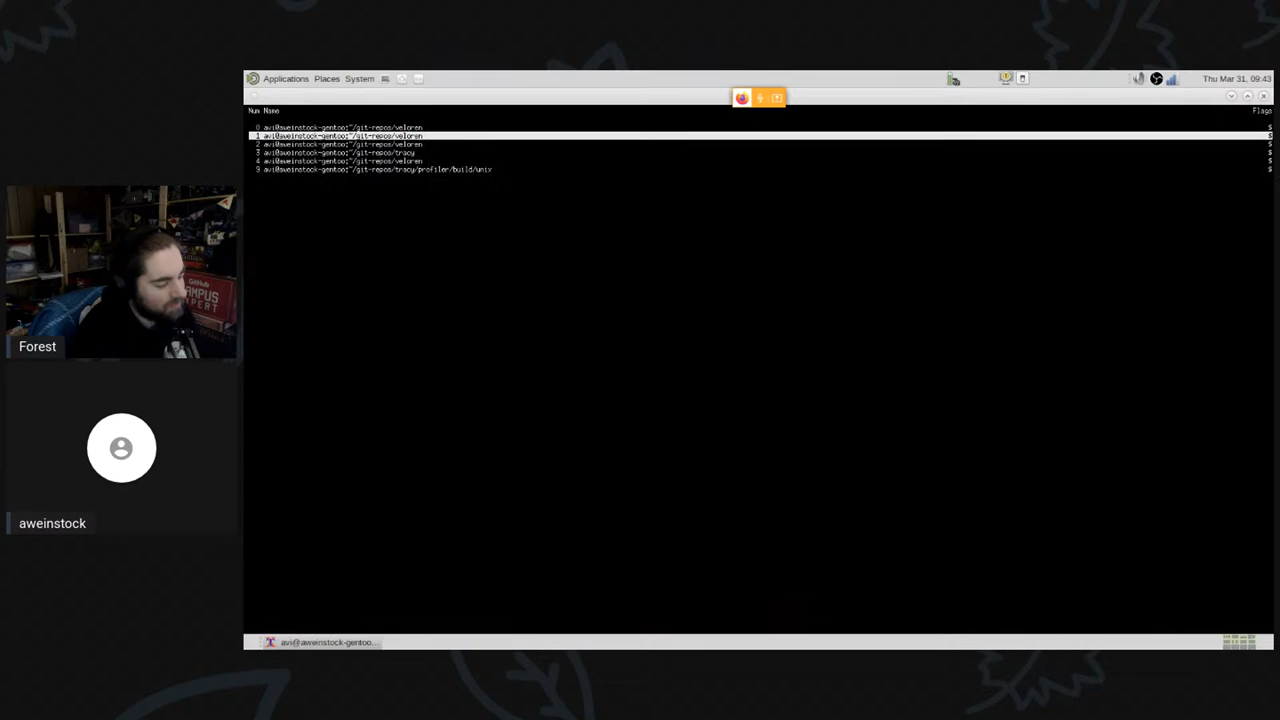 Applications Places System
Thu Mar 31, 09:43
Num Name Flags
0 avi@aweinstock-gentoo:~/git-repos/veloren $
1 avi@aweinstock-gentoo:~/git-repos/veloren $
2 avi@aweinstock-gentoo:~/git-repos/veloren $
3 avi@aweinstock-gentoo:~/git-repos/tracy $
4 avi@aweinstock-gentoo:~/git-repos/veloren $
9 avi@aweinstock-gentoo:~/git-repos/tracy/profiler/build/unix $
GitHub
CAMPUS
EXPERT
Forest
aweinstock
avi@aweinstock-gentoo...